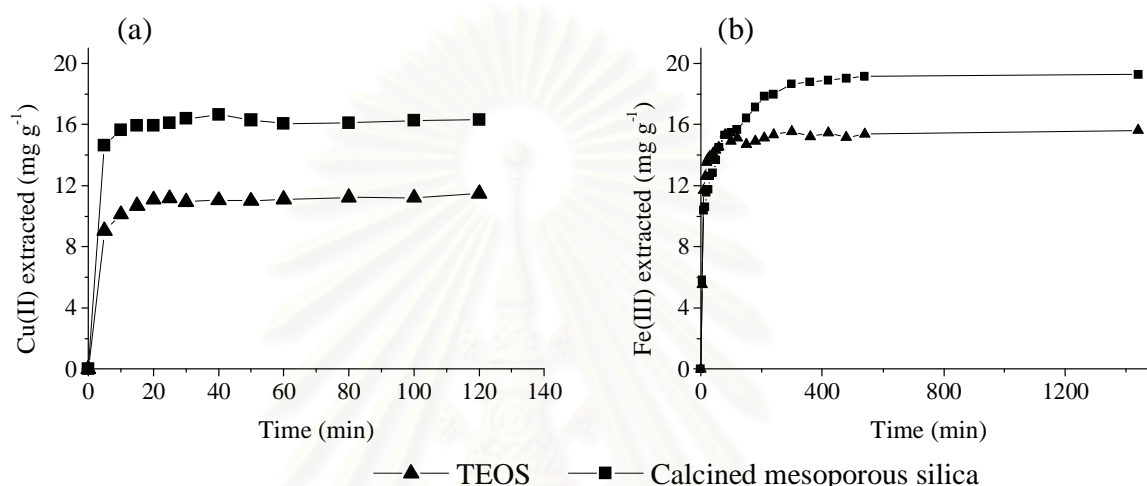 (a)
(b)
Cu(II) extracted (mg g⁻¹)
20
16
12
8
4
0
0 20 40 60 80 100 120 140
Time (min)
Fe(III) extracted (mg g⁻¹)
20
16
12
8
4
0
0 400 800 1200
Time (min)
TEOS Calcined mesoporous silica